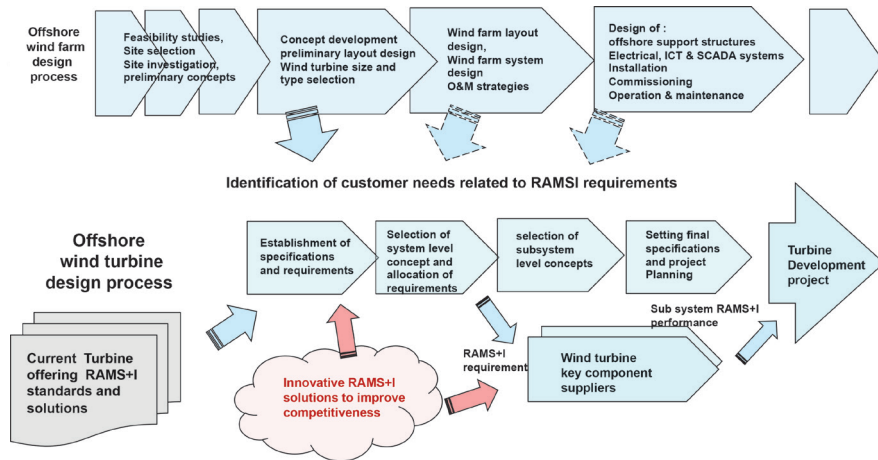 Offshore
wind farm
design
process
Feasibility studies,
Site selection
Site investigation,
preliminary concepts
Concept development
preliminary layout design
Wind turbine size and
type selection
Wind farm layout
design,
Wind farm system
design
O&M strategies
Design of :
offshore support structures
Electrical, ICT & SCADA systems
Installation
Commissioning
Operation & maintenance
Identification of customer needs related to RAMSI requirements
Offshore
wind turbine
design process
Establishment of
specifications
and requirements
Selection of
system level
concept and
allocation of
requirements
selection of
subsystem
level concepts
Setting final
specifications
and project
Planning
Turbine
Development
project
Current Turbine
offering RAMS+I
standards and
solutions
Innovative RAMS+I
solutions to improve
competitiveness
RAMS+I
requirement
Wind turbine
key component
suppliers
Sub system RAMS+I
performance